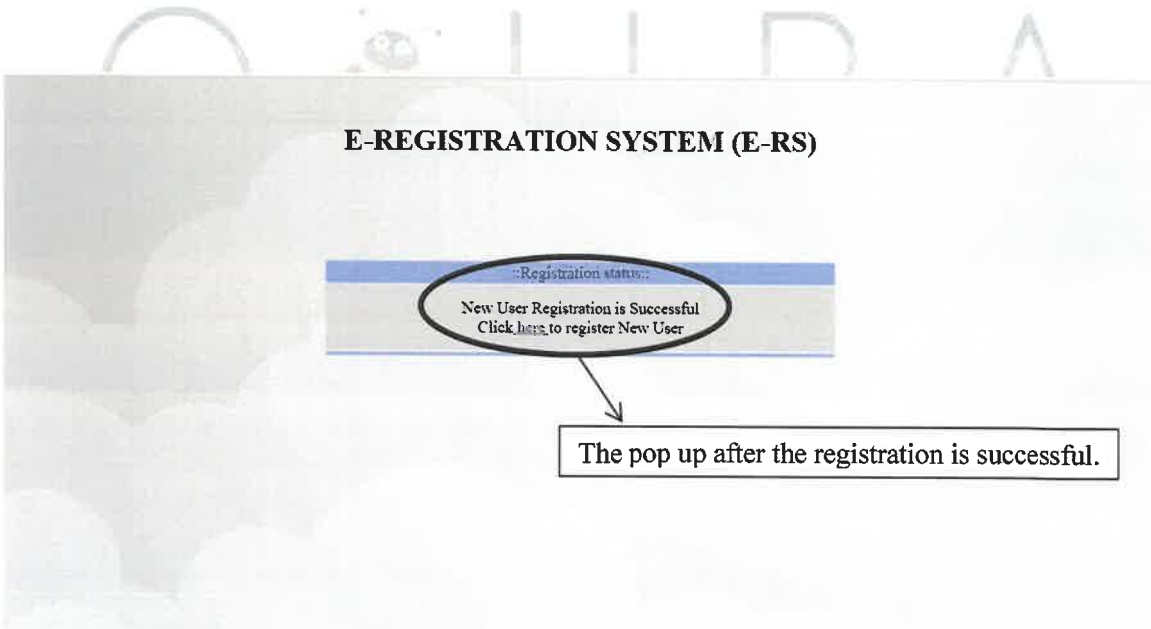 E-REGISTRATION SYSTEM (E-RS)
::Registration status::
New User Registration is Successful
Click here to register New User
The pop up after the registration is successful.